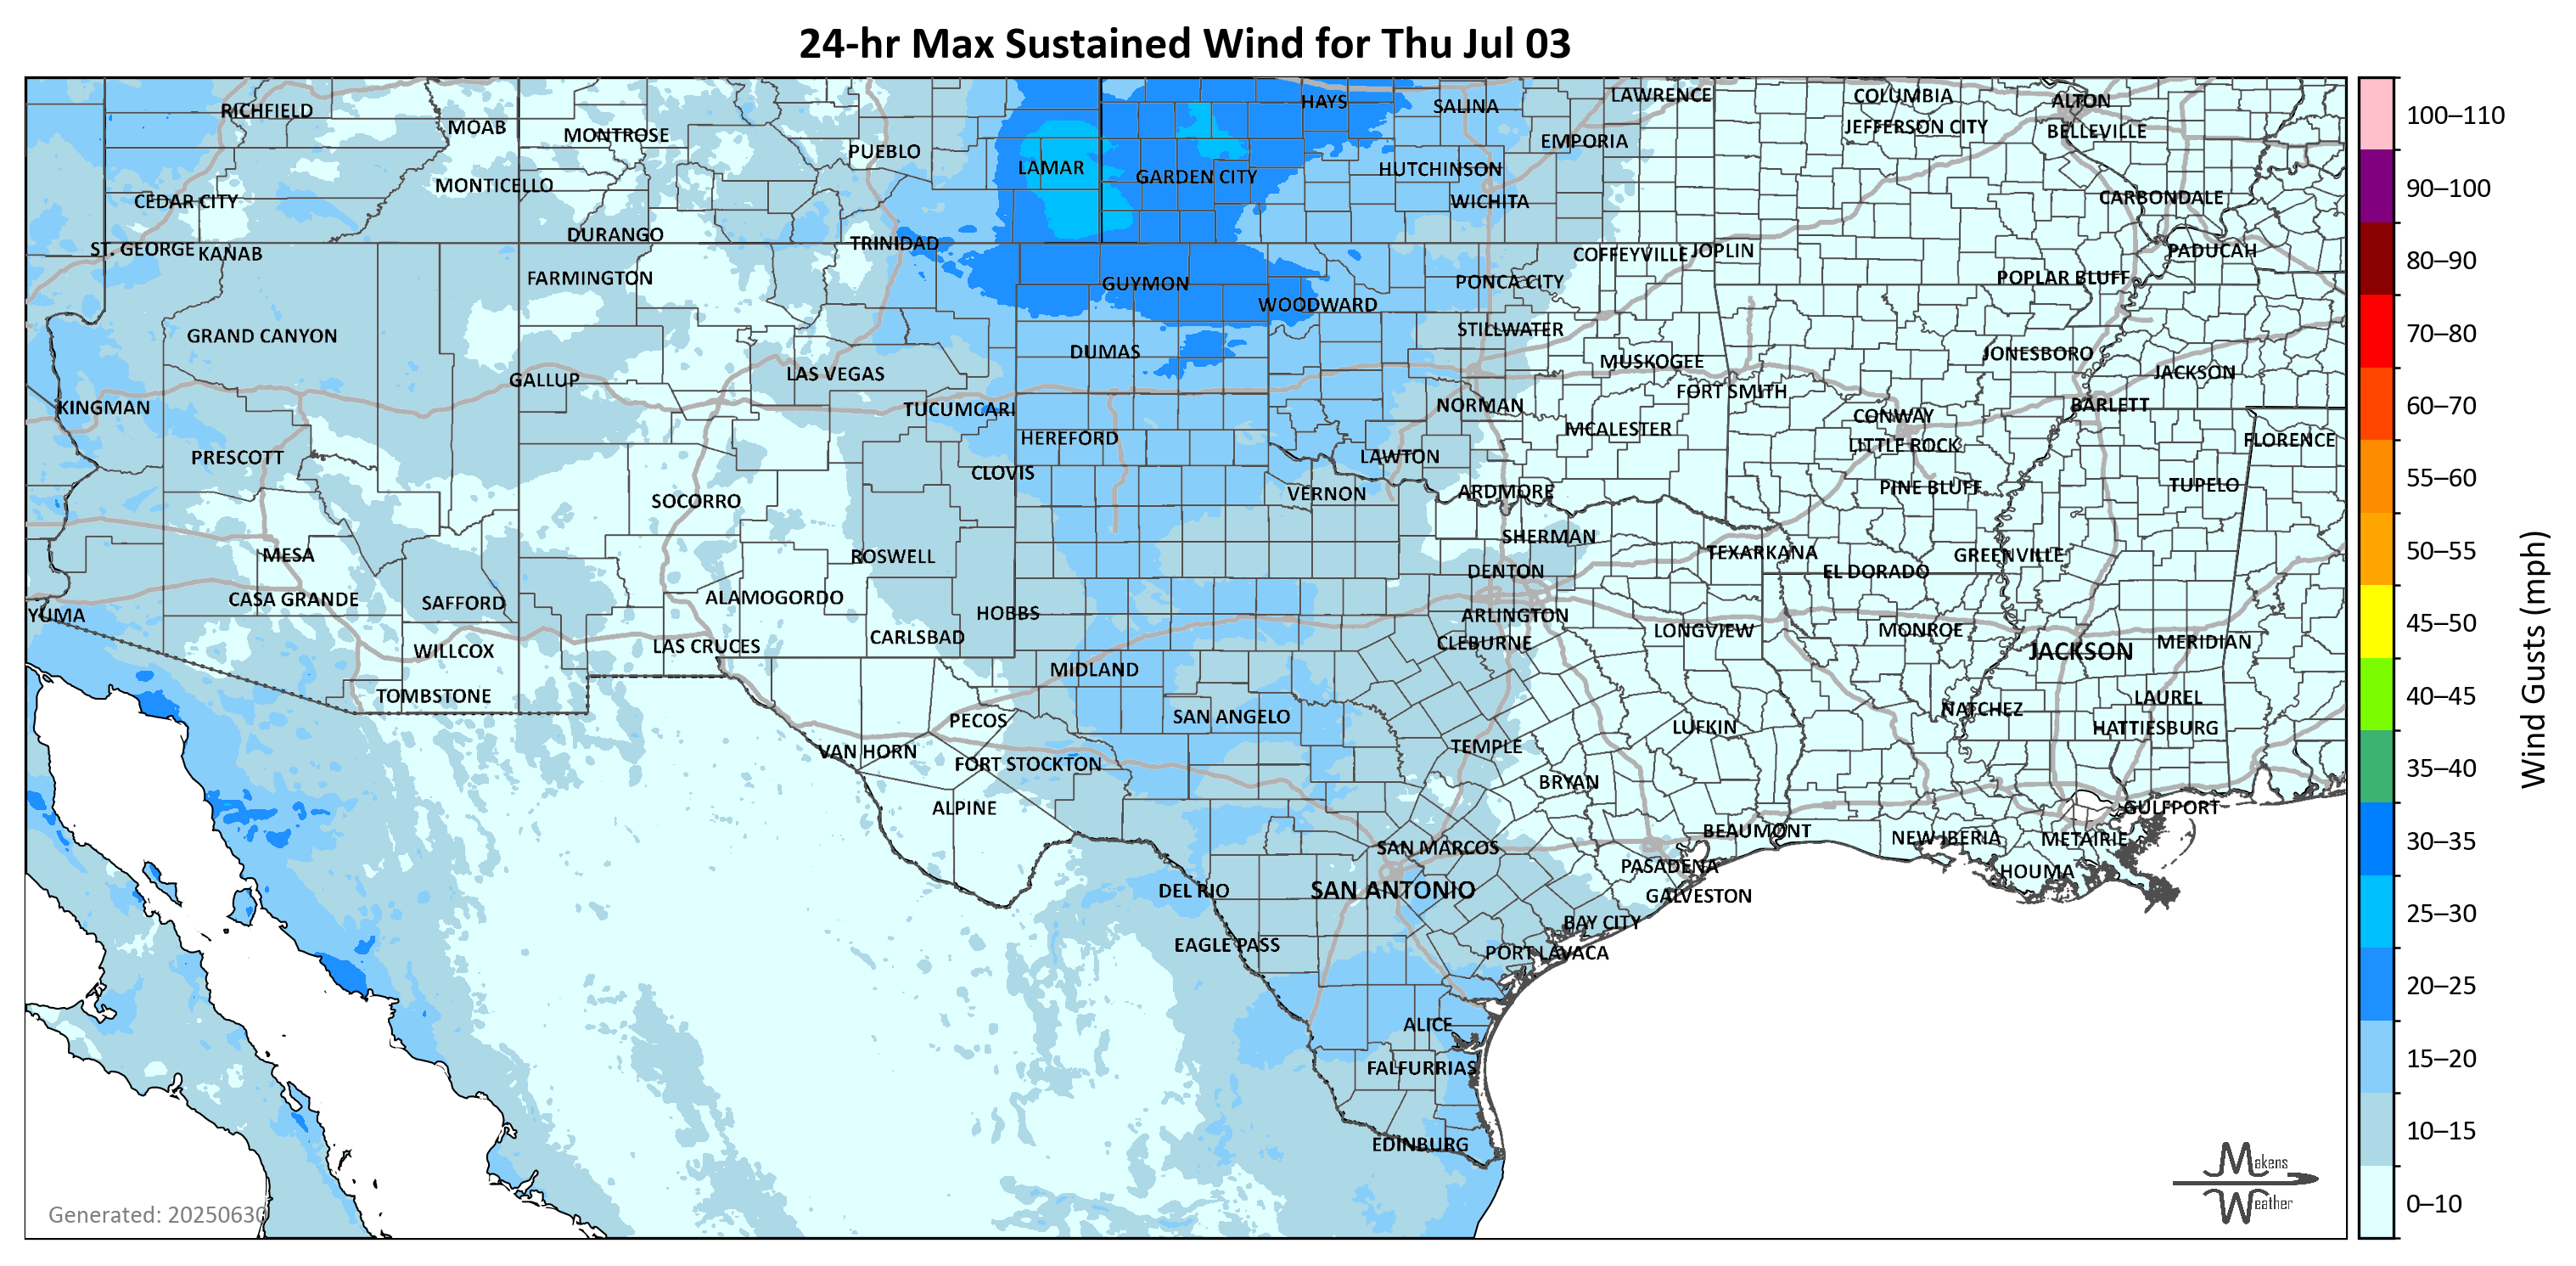 24-hr Max Sustained Wind for Thu Jul 03
RICHFIELD
MOAB
MONTROSE
PUEBLO
LAMAR
HAYS
SALINA
LAWRENCE
COLUMBIA
ALTON
JEFFERSON CITY
BELLEVILLE
EMPORIA
HUTCHINSON
GARDEN CITY
WICHITA
MONTICELLO
CEDAR CITY
CARBONDALE
ST. GEORGE
KANAB
DURANGO
TRINIDAD
COFFEYVILLE
JOPLIN
PADUCAH
FARMINGTON
GUYMON
PONCA CITY
POPLAR BLUFF
WOODWARD
GRAND CANYON
STILLWATER
DUMAS
MUSKOGEE
JONESBORO
GALLUP
LAS VEGAS
JACKSON
FORT SMITH
KINGMAN
TUCUMCARI
NORMAN
BARLETT
CONWAY
HEREFORD
MCALESTER
LITTLE ROCK
FLORENCE
PRESCOTT
CLOVIS
LAWTON
SOCORRO
VERNON
ARDMORE
PINE BLUFF
TUPELO
SHERMAN
MESA
ROSWELL
TEXARKANA
GREENVILLE
DENTON
EL DORADO
CASA GRANDE
SAFFORD
ALAMOGORDO
YUMA
HOBBS
ARLINGTON
LONGVIEW
MONROE
CARLSBAD
CLEBURNE
MERIDIAN
WILLCOX
LAS CRUCES
JACKSON
MIDLAND
TOMBSTONE
LAUREL
PECOS
SAN ANGELO
NATCHEZ
LUFKIN
HATTIESBURG
VAN HORN
TEMPLE
FORT STOCKTON
BRYAN
ALPINE
GULFPORT
BEAUMONT
NEW IBERIA
METAIRIE
SAN MARCOS
PASADENA
HOUMA
DEL RIO
SAN ANTONIO
GALVESTON
BAY CITY
EAGLE PASS
PORT LAVACA
ALICE
FALFURRIAS
EDINBURG
Generated: 20250630
Makens
Weather
100–110
90–100
80–90
70–80
60–70
55–60
50–55
45–50
40–45
35–40
30–35
25–30
20–25
15–20
10–15
0–10
Wind Gusts (mph)